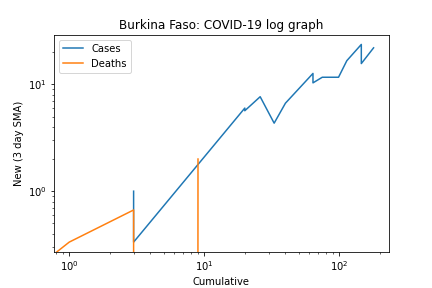 Burkina Faso: COVID-19 log graph
Cases
Deaths
New (3 day SMA)
10¹
10⁰
10⁰
10¹
10²
Cumulative